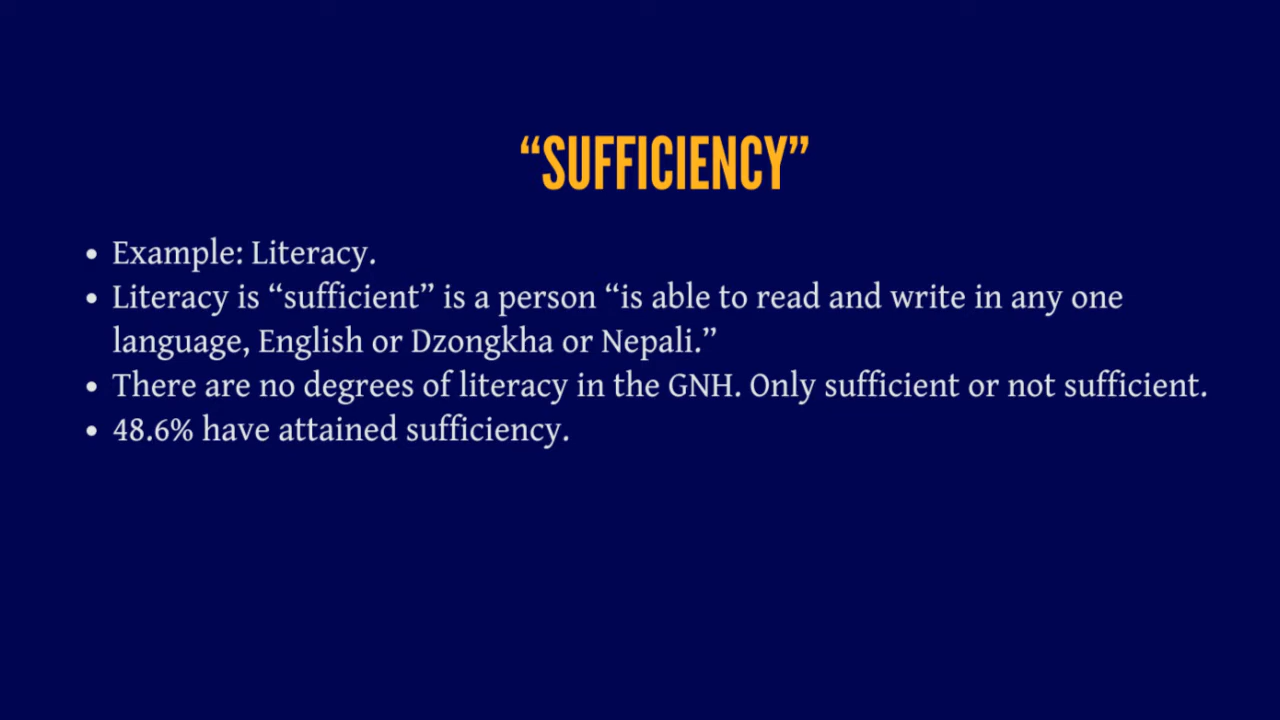 “SUFFICIENCY”
• Example: Literacy.
• Literacy is “sufficient” is a person “is able to read and write in any one
language, English or Dzongkha or Nepali.”
• There are no degrees of literacy in the GNH. Only sufficient or not sufficient.
• 48.6% have attained sufficiency.